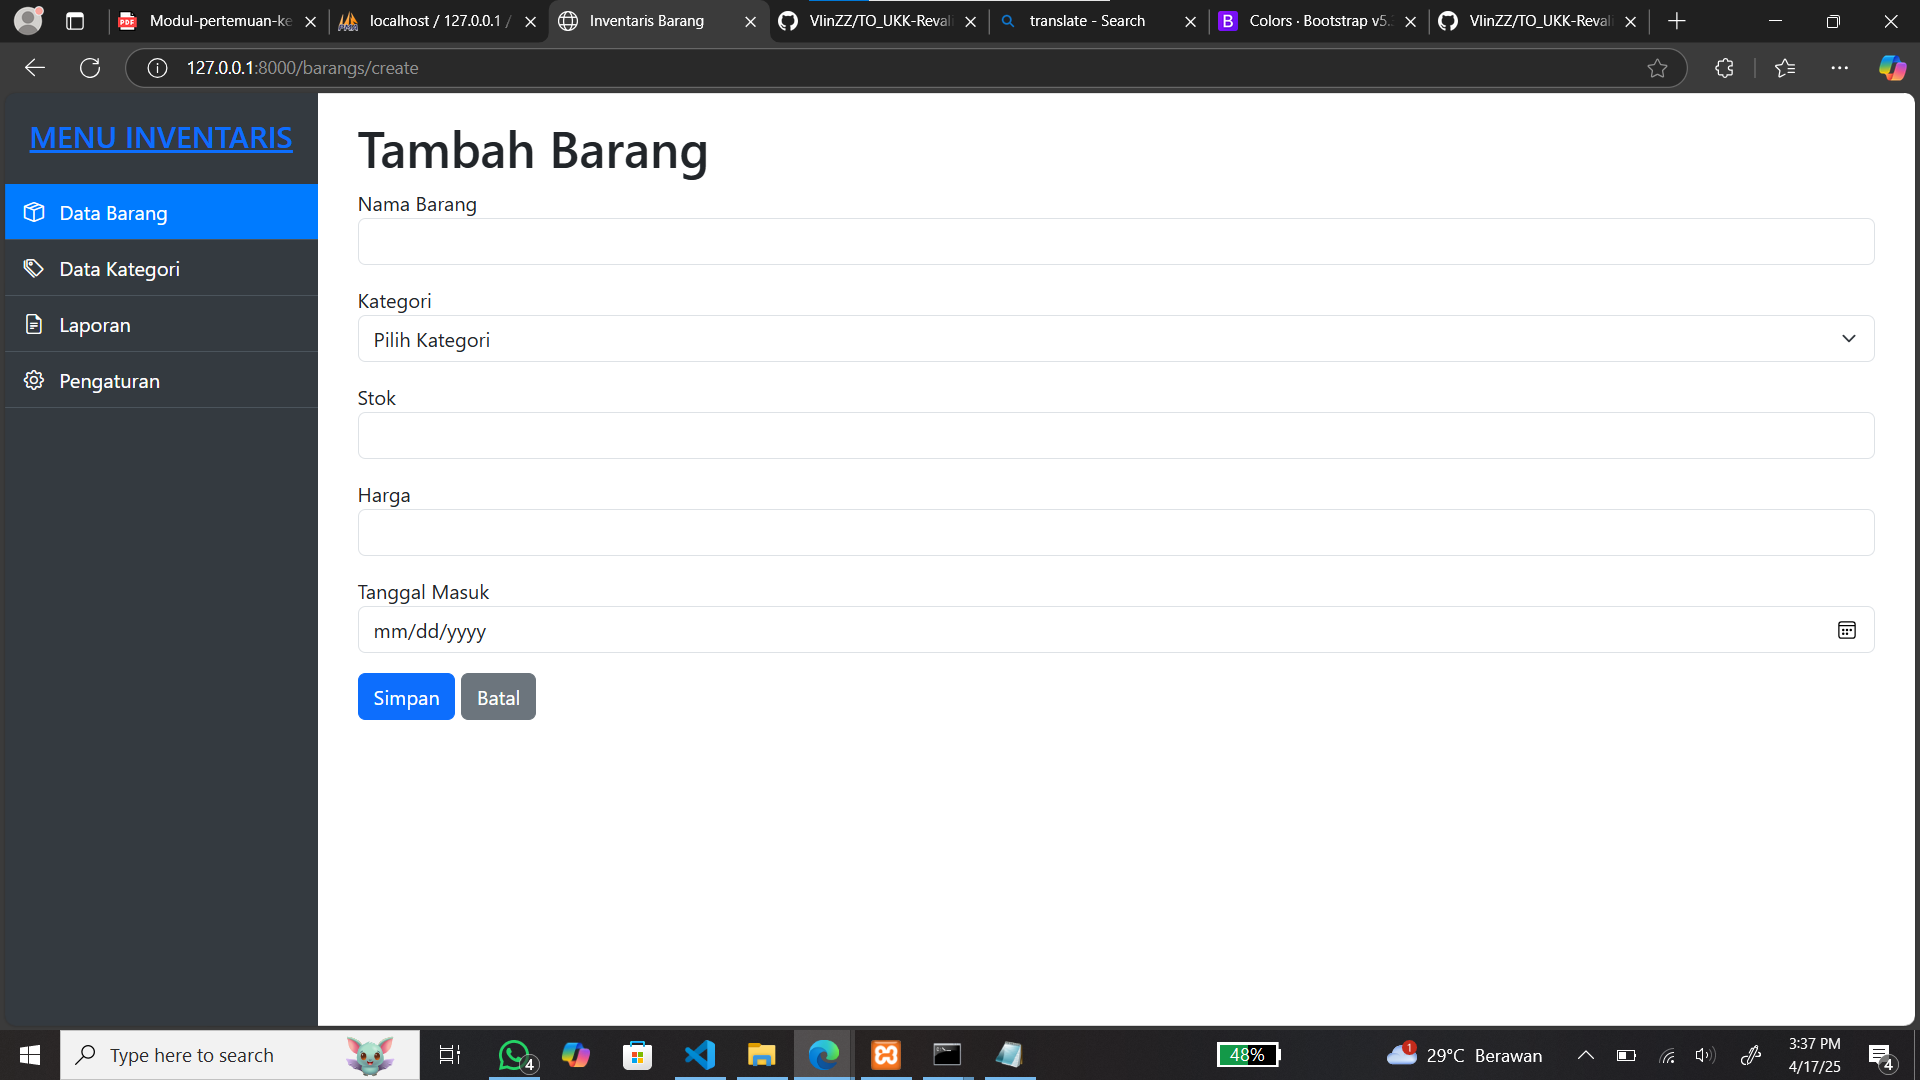 Modul-pertemuan-ke
localhost / 127.0.0.1 /
Inventaris Barang
VlinZZ/TO_UKK-Revali
translate - Search
Colors · Bootstrap v5.3
VlinZZ/TO_UKK-Revali
127.0.0.1:8000/barangs/create
MENU INVENTARIS
Data Barang
Data Kategori
Laporan
Pengaturan
Tambah Barang
Nama Barang
Kategori
Pilih Kategori
Stok
Harga
Tanggal Masuk
mm/dd/yyyy
Simpan Batal
Type here to search
4
48%
1
29°C Berawan
3:37 PM
4/17/25
4